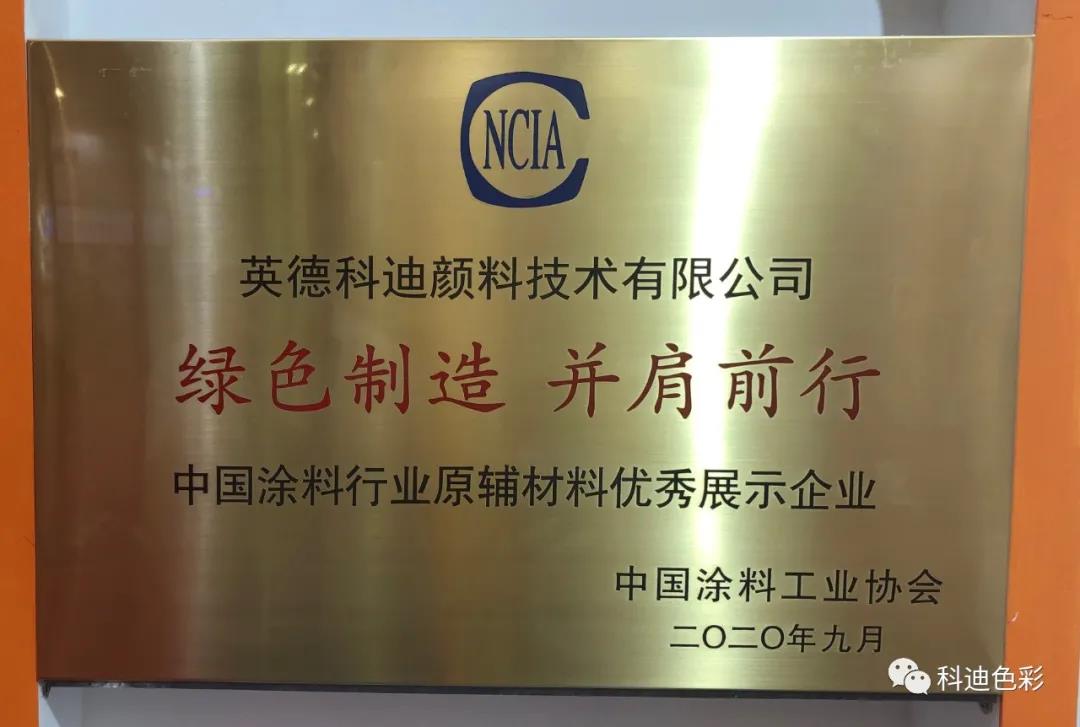 NCIA
英德科迪颜料技术有限公司
绿色制造 并肩前行
中国涂料行业原辅材料优秀展示企业
中国涂料工业协会
二〇二〇年九月
科迪色彩